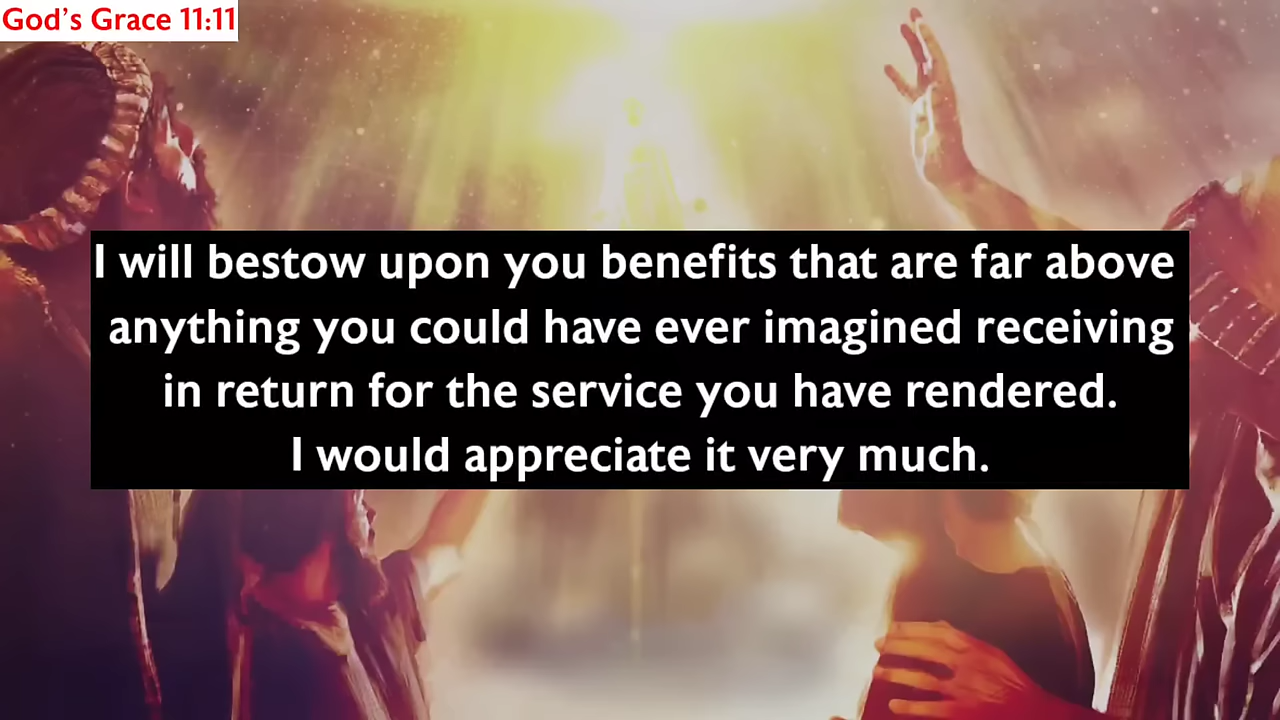 God's Grace 11:11
I will bestow upon you benefits that are far above
anything you could have ever imagined receiving
in return for the service you have rendered.
I would appreciate it very much.